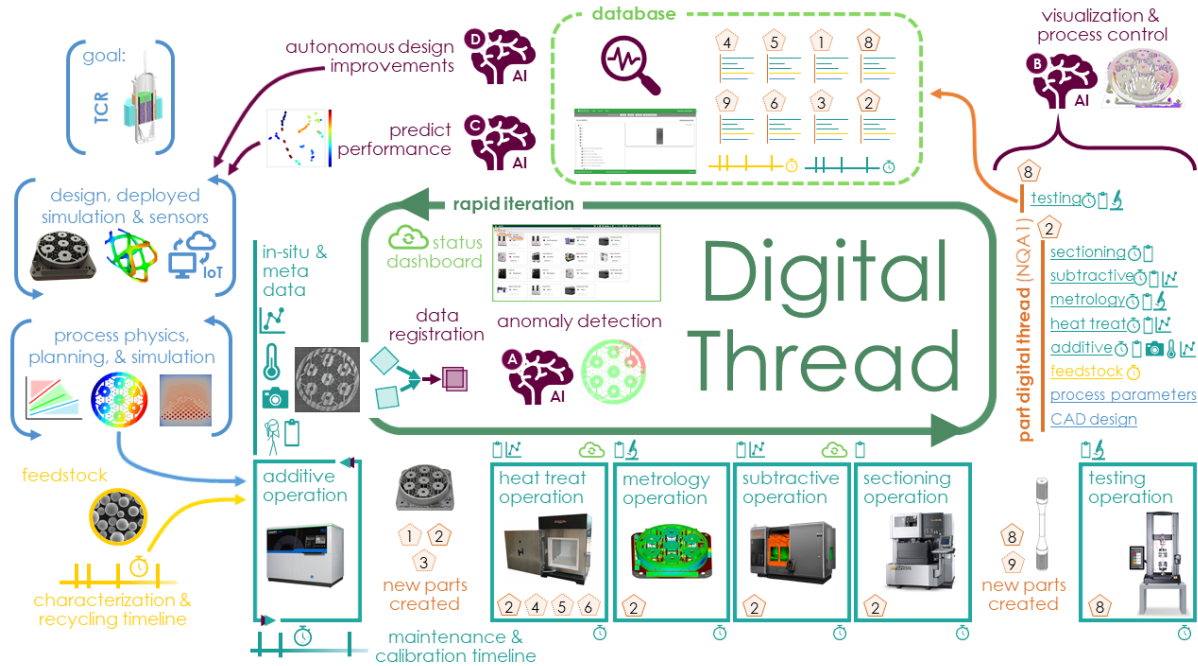 goal:
TCR
autonomous design
improvements
D
AI
predict
performance
C
AI
database
4
5
1
8
9
6
3
2
visualization &
process control
B
AI
design, deployed
simulation & sensors
IoT
process physics,
planning, & simulation
feedstock
characterization &
recycling timeline
in-situ &
meta
data
rapid iteration
status
dashboard
data
registration
anomaly detection
A
AI
Digital
Thread
8
testing
2
part digital thread (NQA1)
sectioning
subtractive
metrology
heat treat
additive
feedstock
process parameters
CAD design
additive
operation
1
2
3
new parts
created
heat treat
operation
2
4
5
6
metrology
operation
2
subtractive
operation
2
sectioning
operation
2
8
9
new parts
created
testing
operation
8
maintenance &
calibration timeline